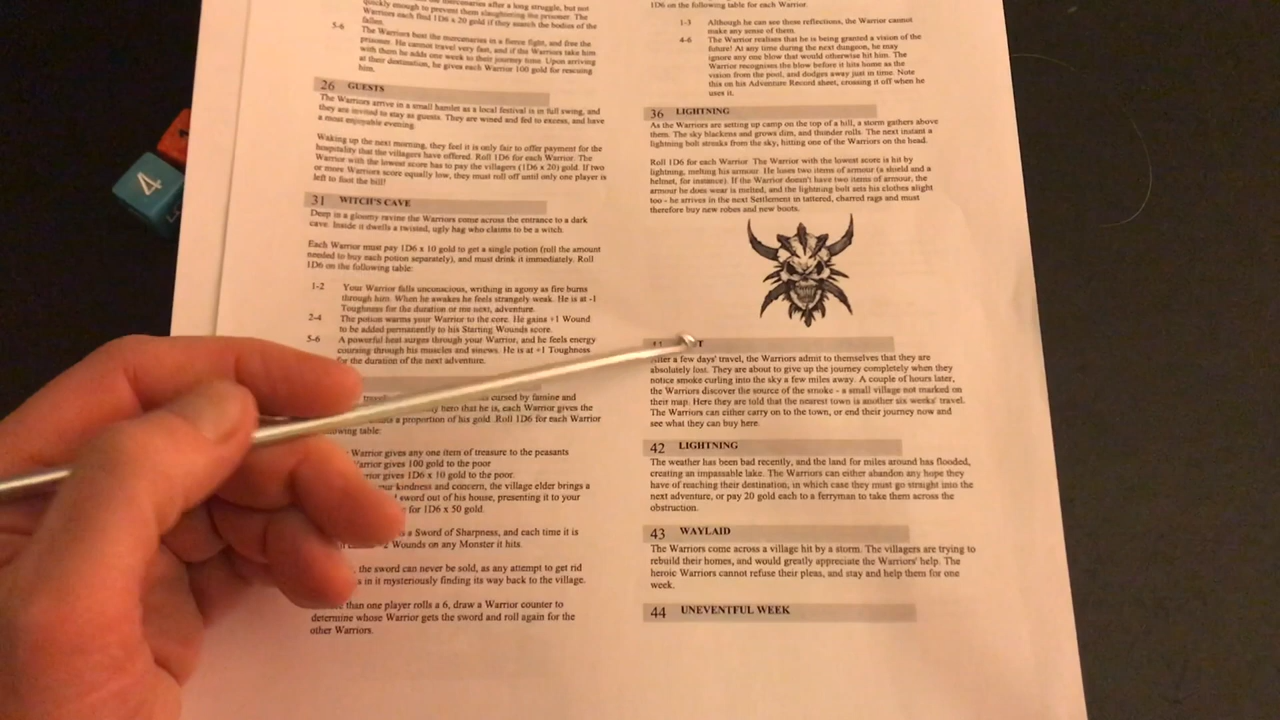 mercenaries after a long struggle, but not
quickly enough to prevent them slaughtering the prisoner. The
Warriors each find 1D6 x 20 gold if they search the bodies of the
fallen.
5-6 The Warriors beat the mercenaries in a fierce fight, and free the
prisoner. He cannot travel very fast, and if the Warriors take him
with them he adds one week to their journey time. Upon arriving
at their destination, he gives each Warrior 100 gold for rescuing
him.
26 GUESTS
The Warriors arrive in a small hamlet as a local festival is in full swing, and
they are invited to stay as guests. They are wined and fed to excess, and have
a most enjoyable evening.
Waking up the next morning, they feel it is only fair to offer payment for the
hospitality that the villagers have offered. Roll 1D6 for each Warrior. The
Warrior with the lowest score has to pay the villagers (1D6 x 20) gold. If two
or more Warriors score equally low, they must roll off until only one player is
left to foot the bill!
31 WITCH'S CAVE
Deep in a gloomy ravine the Warriors come across the entrance to a dark
cave. Inside it dwells a twisted, ugly hag who claims to be a witch.
Each Warrior must pay 1D6 x 10 gold to get a single potion (roll the amount
needed to buy each potion separately), and must drink it immediately. Roll
1D6 on the following table:
1-2 Your Warrior falls unconscious, writhing in agony as fire burns
through him. When he awakes he feels strangely weak. He is at -1
Toughness for the duration of the next, adventure.
2-4 The potion warms your Warrior to the core. He gains +1 Wound
to be added permanently to his Starting Wounds score.
5-6 A powerful heat surges through your Warrior, and he feels energy
coursing through his muscles and sinews. He is at +1 Toughness
for the duration of the next adventure.
cursed by famine and
hero that he is, each Warrior gives the
a proportion of his gold. Roll 1D6 for each Warrior
table:
Warrior gives any one item of treasure to the peasants
Warrior gives 100 gold to the poor
gives 1D6 x 10 gold to the poor.
kindness and concern, the village elder brings a
sword out of his house, presenting it to your
for 1D6 x 50 gold.
is a Sword of Sharpness, and each time it is
Wounds on any Monster it hits.
the sword can never be sold, as any attempt to get rid
in it mysteriously finding its way back to the village.
than one player rolls a 6, draw a Warrior counter to
determine whose Warrior gets the sword and roll again for the
other Warriors.
1D6 on the following table for each Warrior.
1-3 Although he can see those reflections, the Warrior cannot
make any sense of them.
4-6 The Warrior realises that he is being granted a vision of the
future! At any time during the next dungeon, he may
ignore any one blow that would otherwise hit him. The
Warrior recognises the blow before it hits home as the
vision from the pool, and dodges away just in time. Note
this on his Adventure Record sheet, crossing it off when he
uses it.
36 LIGHTNING
As the Warriors are setting up camp on the top of a hill, a storm gathers above
them. The sky blackens and grows dim, and thunder rolls. The next instant a
lightning bolt streaks from the sky, hitting one of the Warriors on the head.
Roll 1D6 for each Warrior The Warrior with the lowest score is hit by
lightning, melting his armour. He loses two items of armour (a shield and a
helmet, for instance). If the Warrior doesn't have two items of armour, the
armour he does wear is melted, and the lightning bolt sets his clothes alight
too - he arrives in the next Settlement in tattered, charred rags and must
therefore buy new robes and new boots.
T
After a few days' travel, the Warriors admit to themselves that they are
absolutely lost. They are about to give up the journey completely when they
notice smoke curling into the sky a few miles away. A couple of hours later,
the Warriors discover the source of the smoke - a small village not marked on
their map. Here they are told that the nearest town is another six weeks' travel.
The Warriors can either carry on to the town, or end their journey now and
see what they can buy here.
42 LIGHTNING
The weather has been bad recently, and the land for miles around has flooded,
creating an impassable lake. The Warriors can either abandon any hope they
have of reaching their destination, in which case they must go straight into the
next adventure, or pay 20 gold each to a ferryman to take them across the
obstruction.
43 WAYLAID
The Warriors come across a village hit by a storm. The villagers are trying to
rebuild their homes, and would greatly appreciate the Warriors' help. The
heroic Warriors cannot refuse their pleas, and stay and help them for one
week.
44 UNEVENTFUL WEEK
4